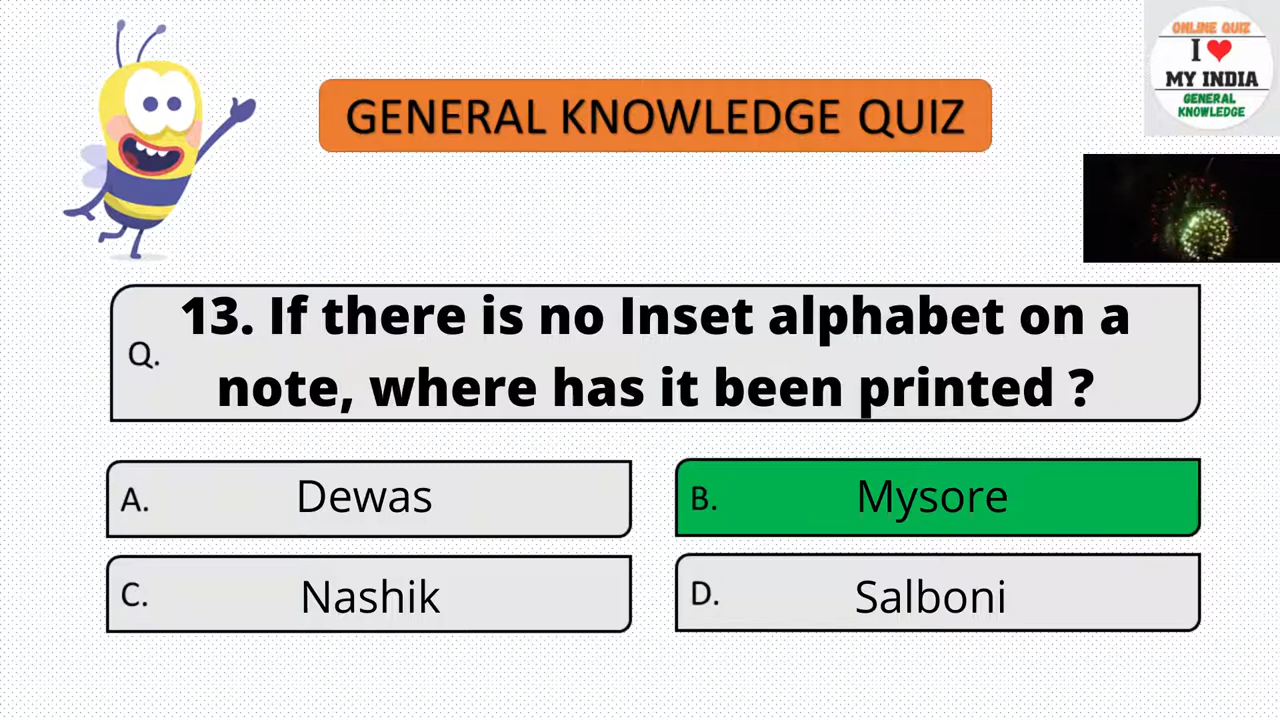 ONLINE QUIZ
I ❤
MY INDIA
GENERAL
KNOWLEDGE
GENERAL KNOWLEDGE QUIZ
Q. 13. If there is no Inset alphabet on a
note, where has it been printed ?
A. Dewas
B. Mysore
C. Nashik
D. Salboni